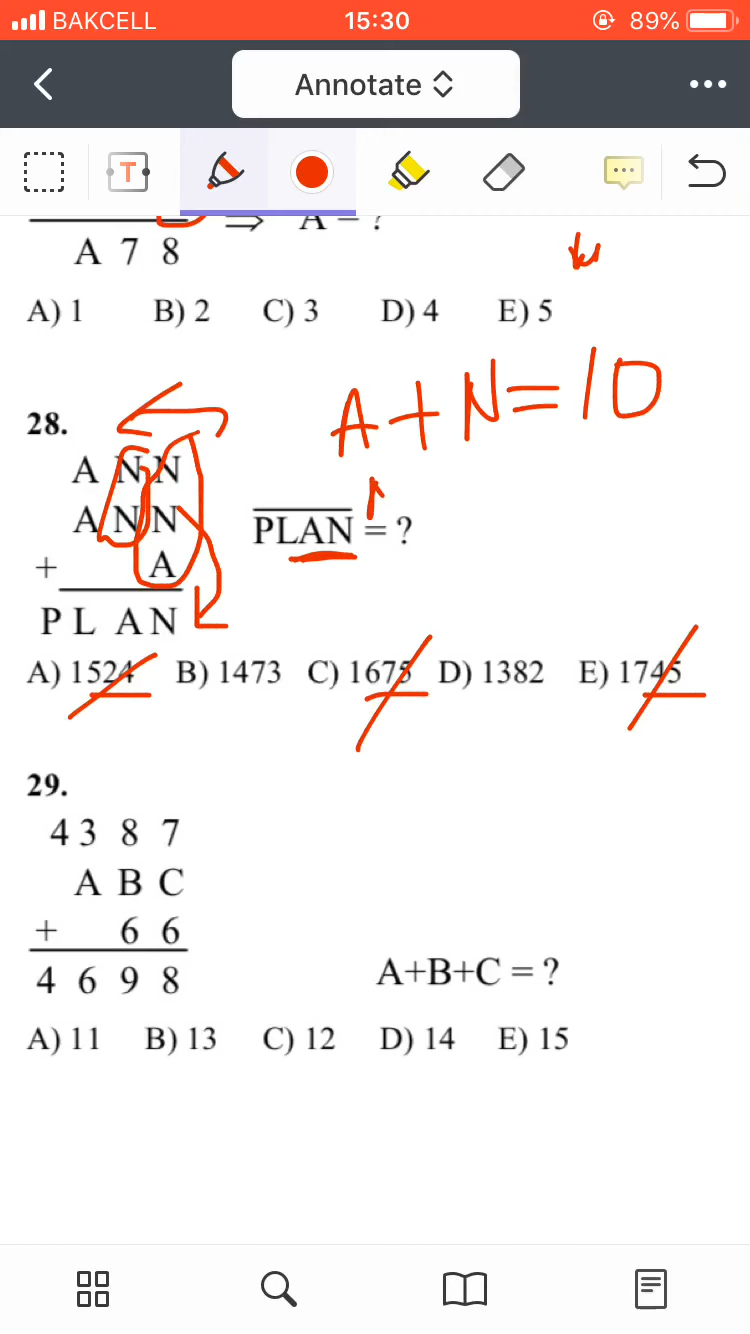 BAKCELL 15:30 89%
Annotate
T
A 7 8 ⇒ A = ?
A) 1 B) 2 C) 3 D) 4 E) 5
A+N=10
28.
A N N
A N N
+ A
P L A N
PLAN = ?
A) 1524 B) 1473 C) 1675 D) 1382 E) 1745
29.
4 3 8 7
A B C
+ 6 6
4 6 9 8
A+B+C = ?
A) 11 B) 13 C) 12 D) 14 E) 15